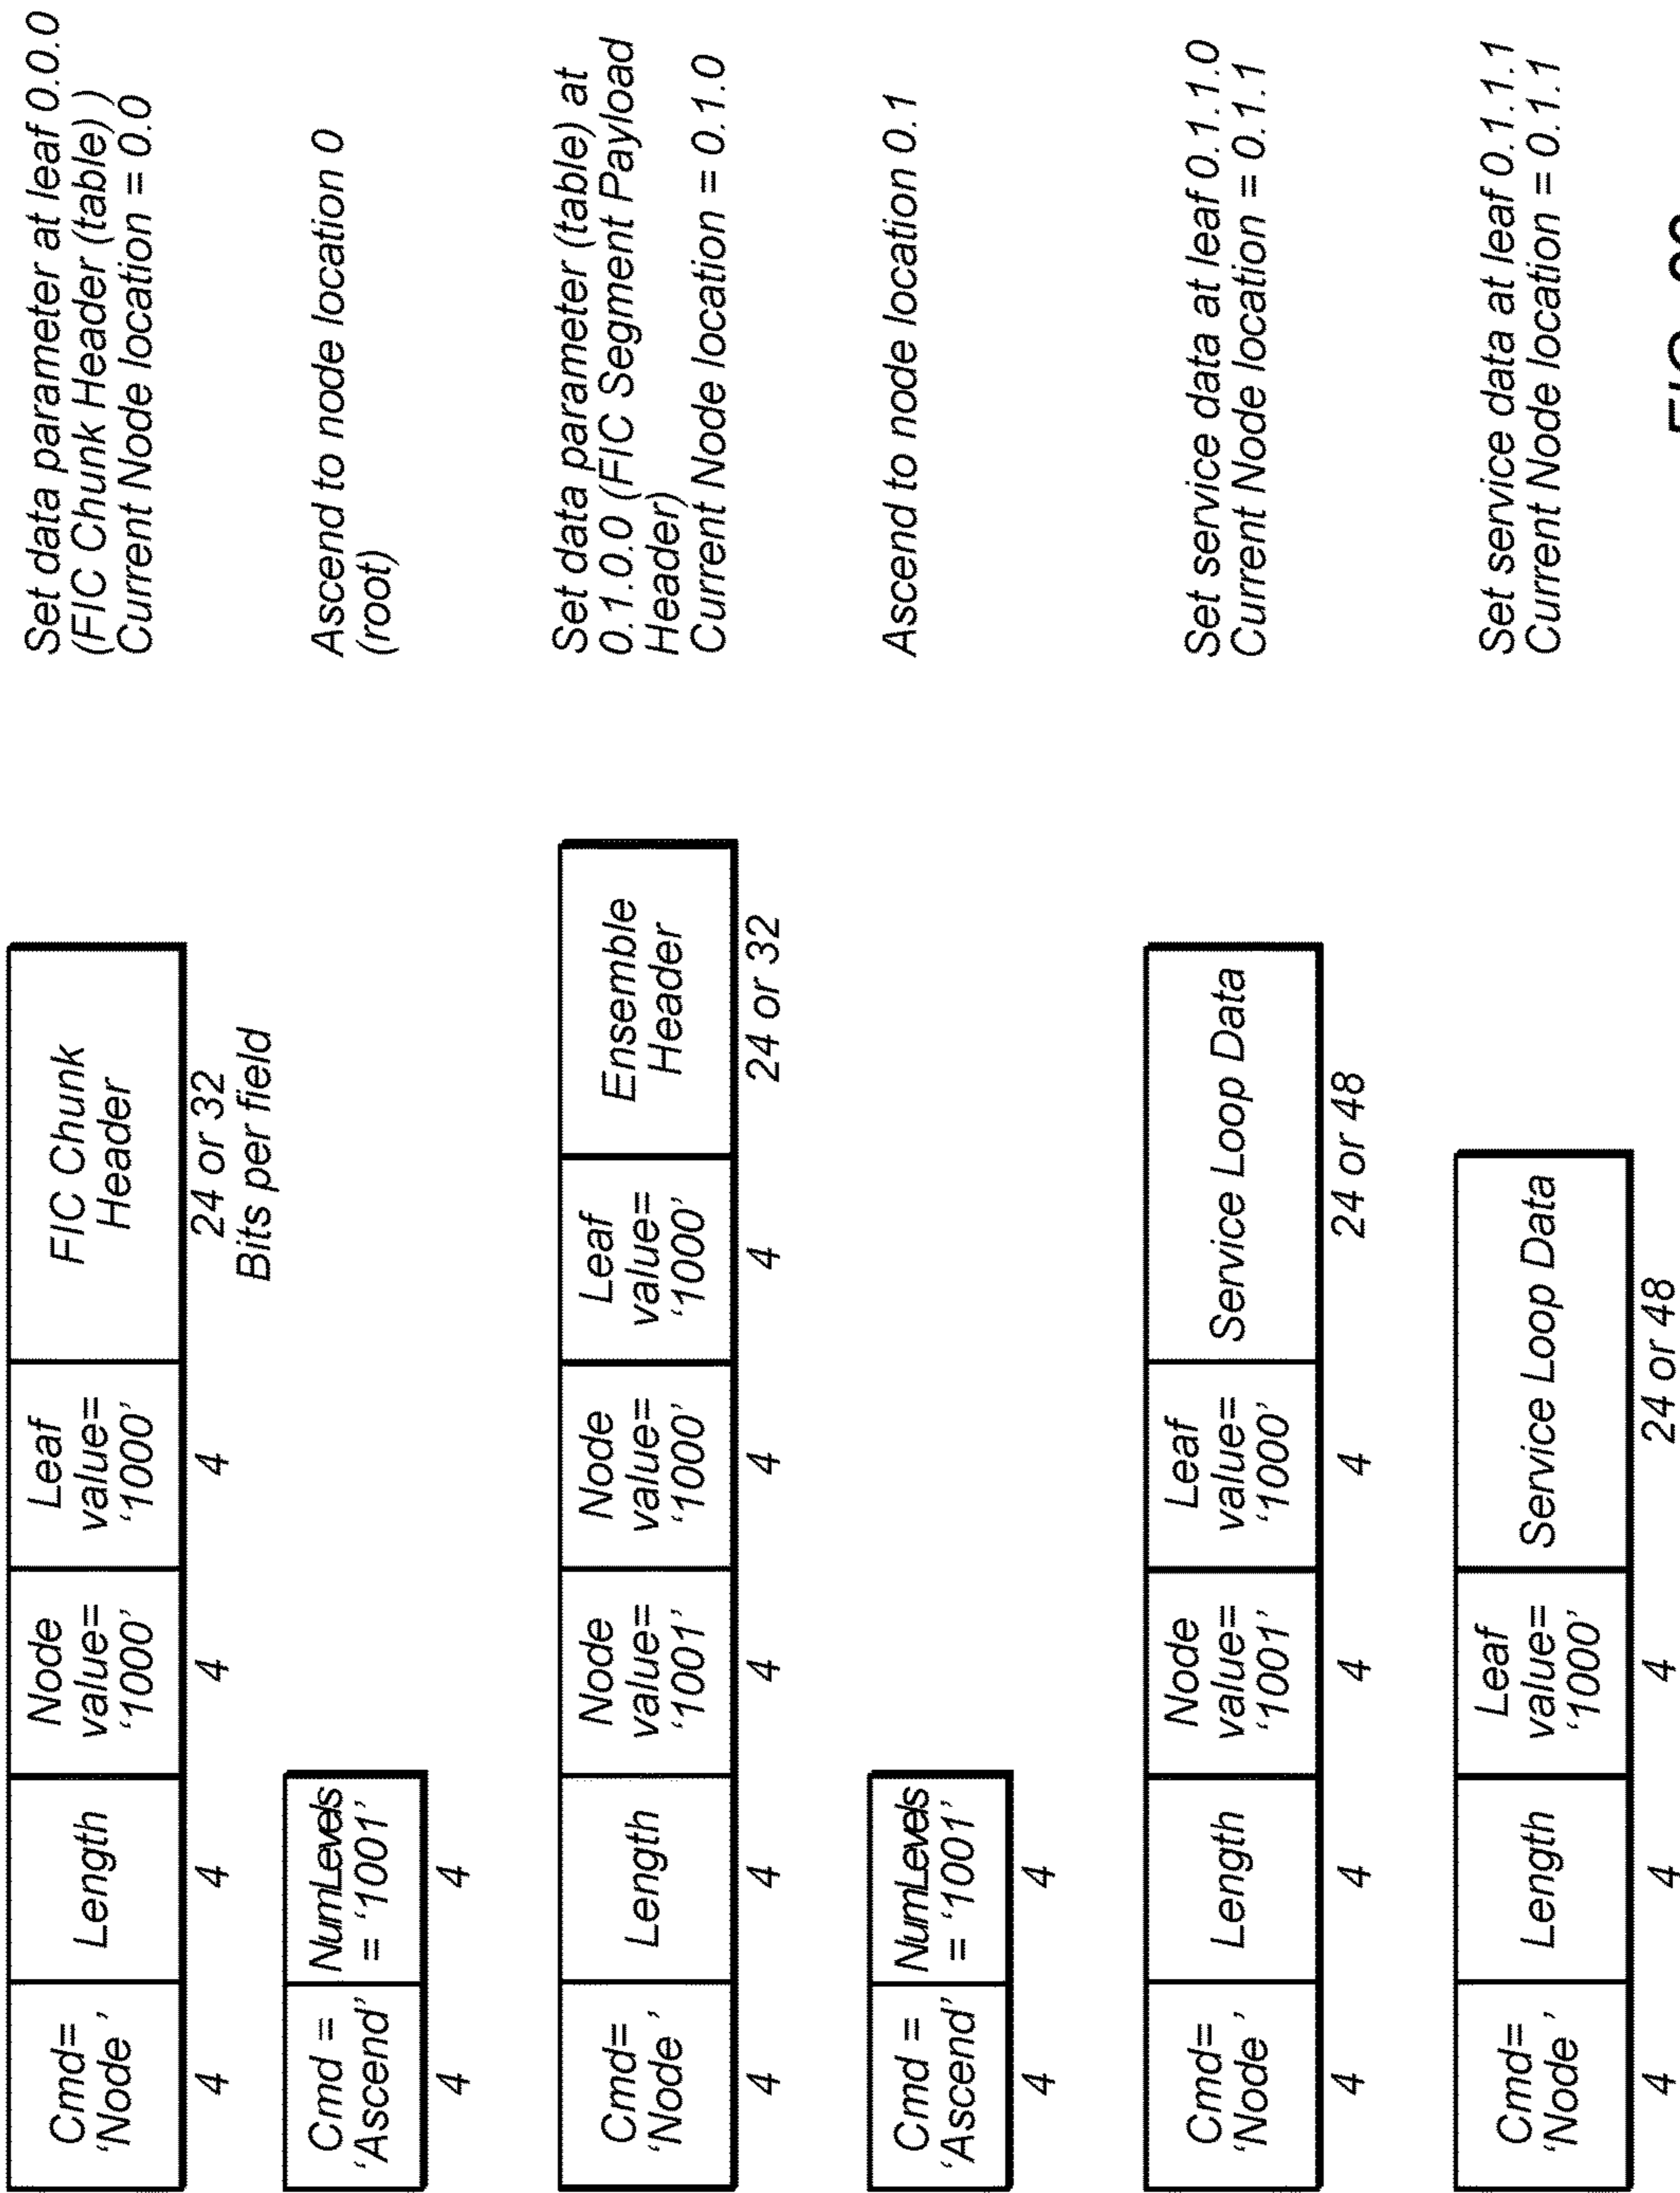 Cmd=
‘Node ’
Length
Node
value=
‘1000’
Leaf
value=
‘1000’
FIC Chunk
Header
4
4
4
4
24 or 32
Bits per field
Set data parameter at leaf 0.0.0
(FIC Chunk Header (table) )
Current Node location = 0.0
Cmd =
‘Ascend’
NumLevels
= ‘1001’
4
4
Ascend to node location 0
(root)
Cmd=
‘Node ’
Length
Node
value=
‘1001’
Node
value=
‘1000’
Leaf
value=
‘1000’
Ensemble
Header
4
4
4
4
4
24 or 32
Set data parameter (table) at
0.1.0.0 (FIC Segment Payload
Header)
Current Node location = 0.1.0
Cmd =
‘Ascend’
NumLevels
= ‘1001’
4
4
Ascend to node location 0.1
Cmd=
‘Node ’
Length
Node
value=
‘1001’
Leaf
value=
‘1000’
Service Loop Data
4
4
4
4
24 or 48
Set service data at leaf 0.1.1.0
Current Node location = 0.1.1
Cmd=
‘Node ’
Length
Leaf
value=
‘1000’
Service Loop Data
4
4
4
24 or 48
Set service data at leaf 0.1.1.1
Current Node location = 0.1.1
FIG.